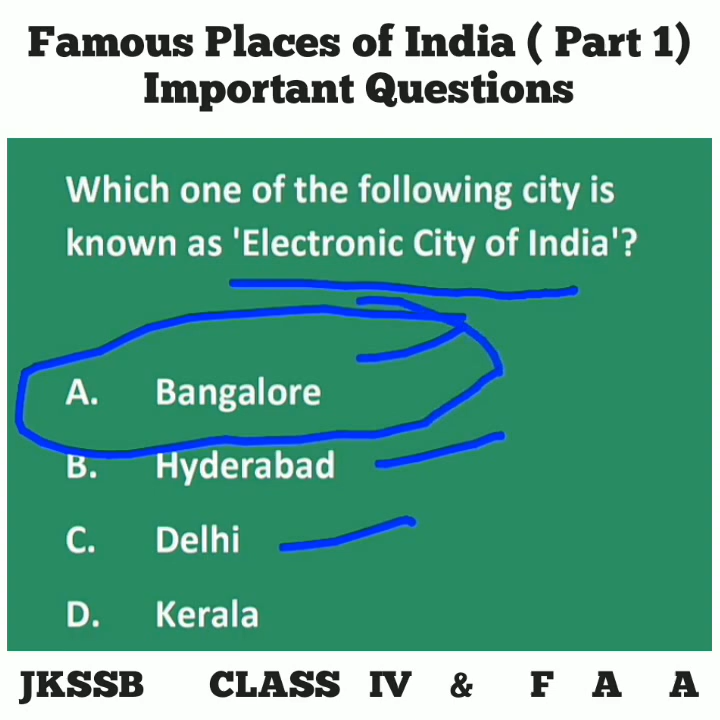 Famous Places of India ( Part 1)
Important Questions
Which one of the following city is
known as 'Electronic City of India'?
A. Bangalore
B. Hyderabad
C. Delhi
D. Kerala
JKSSB CLASS IV & F A A